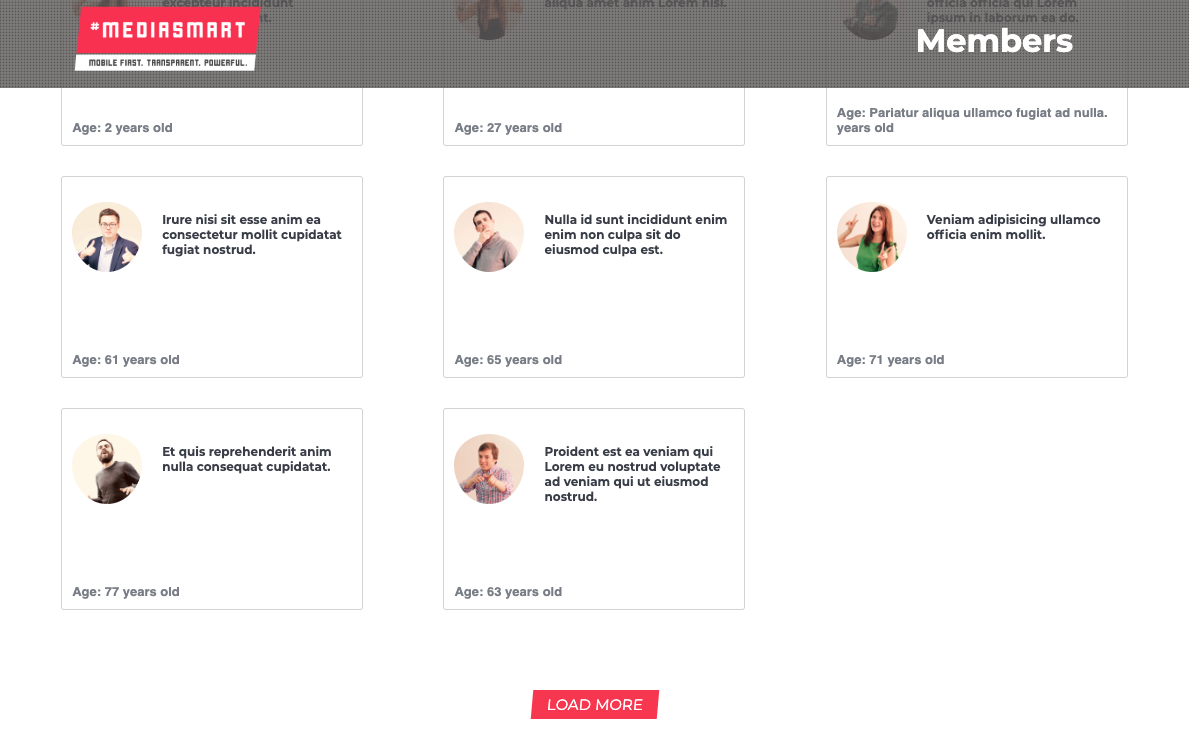 excepteur incididunt
aliqua amet anim Lorem nisi.
officia officia qui Lorem
ipsum in laborum ea do.
#MEDIASMART
MOBILE FIRST. TRANSPARENT. POWERFUL.
Members
Age: 2 years old
Age: 27 years old
Age: Pariatur aliqua ullamco fugiat ad nulla.
years old
Irure nisi sit esse anim ea
consectetur mollit cupidatat
fugiat nostrud.
Age: 61 years old
Nulla id sunt incididunt enim
enim non culpa sit do
eiusmod culpa est.
Age: 65 years old
Veniam adipisicing ullamco
officia enim mollit.
Age: 71 years old
Et quis reprehenderit anim
nulla consequat cupidatat.
Age: 77 years old
Proident est ea veniam qui
Lorem eu nostrud voluptate
ad veniam qui ut eiusmod
nostrud.
Age: 63 years old
LOAD MORE